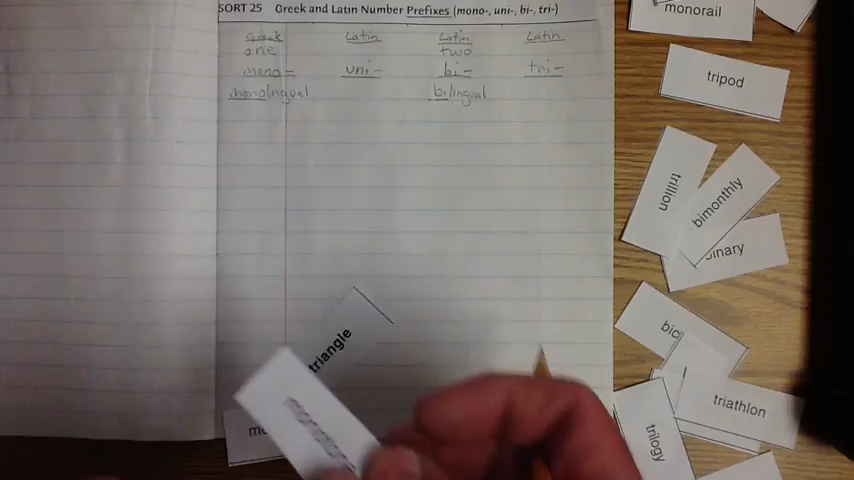 SORT 25 Greek and Latin Number Prefixes (mono-, uni-, bi-, tri-)
Greek Latin Latin Latin
one two
mono- uni- bi- tri-
monolingual bilingual
monorail
tripod
trillion
bimonthly
triangle
triathlon
trilogy